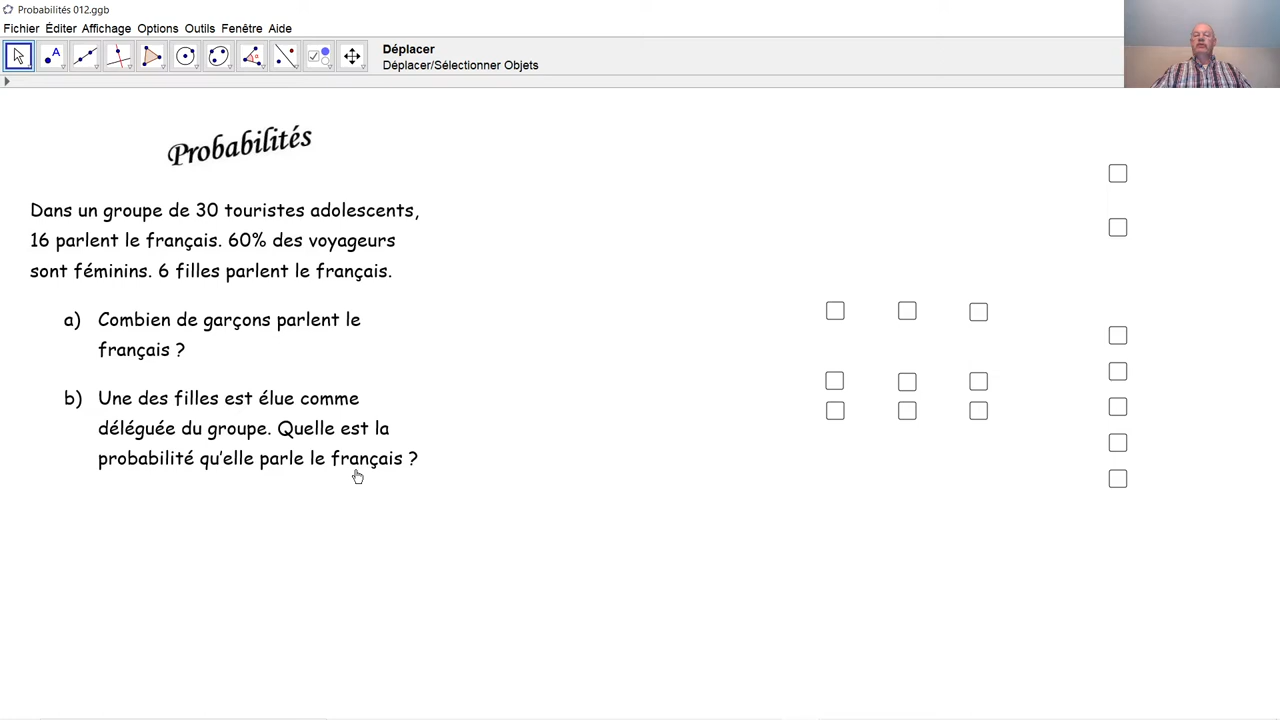 Probabilités 012.ggb
Fichier Éditer Affichage Options Outils Fenêtre Aide
A
Déplacer
Déplacer/Sélectionner Objets
Probabilités
Dans un groupe de 30 touristes adolescents,
16 parlent le français. 60% des voyageurs
sont féminins. 6 filles parlent le français.
a) Combien de garçons parlent le
français ?
b) Une des filles est élue comme
déléguée du groupe. Quelle est la
probabilité qu'elle parle le français ?